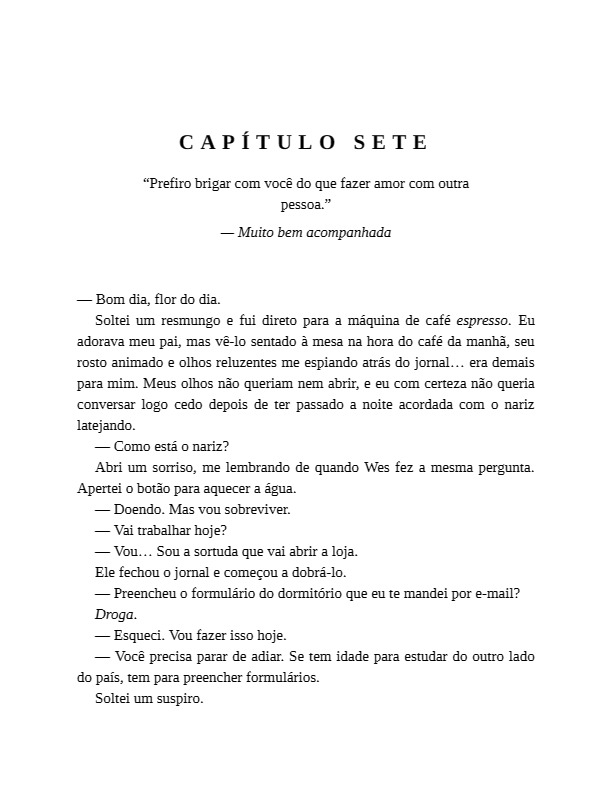 CAPÍTULO SETE
“Prefiro brigar com você do que fazer amor com outra
pessoa.”
— Muito bem acompanhada
— Bom dia, flor do dia.
Soltei um resmungo e fui direto para a máquina de café espresso. Eu
adorava meu pai, mas vê-lo sentado à mesa na hora do café da manhã, seu
rosto animado e olhos reluzentes me espiando atrás do jornal… era demais
para mim. Meus olhos não queriam nem abrir, e eu com certeza não queria
conversar logo cedo depois de ter passado a noite acordada com o nariz
latejando.
— Como está o nariz?
Abri um sorriso, me lembrando de quando Wes fez a mesma pergunta.
Apertei o botão para aquecer a água.
— Doendo. Mas vou sobreviver.
— Vai trabalhar hoje?
— Vou… Sou a sortuda que vai abrir a loja.
Ele fechou o jornal e começou a dobrá-lo.
— Preencheu o formulário do dormitório que eu te mandei por e-mail?
Droga.
— Esqueci. Vou fazer isso hoje.
— Você precisa parar de adiar. Se tem idade para estudar do outro lado
do país, tem para preencher formulários.
Soltei um suspiro.